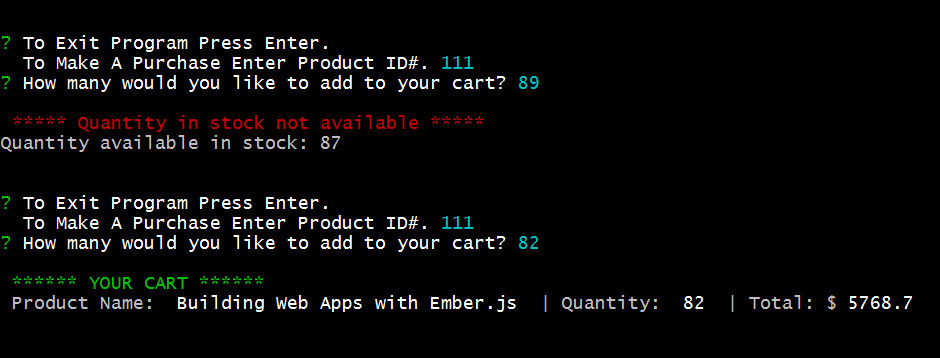 ? To Exit Program Press Enter.
To Make A Purchase Enter Product ID#. 111
? How many would you like to add to your cart? 89
***** Quantity in stock not available *****
Quantity available in stock: 87
? To Exit Program Press Enter.
To Make A Purchase Enter Product ID#. 111
? How many would you like to add to your cart? 82
****** YOUR CART ******
Product Name:  Building Web Apps with Ember.js  | Quantity:  82  | Total: $ 5768.7